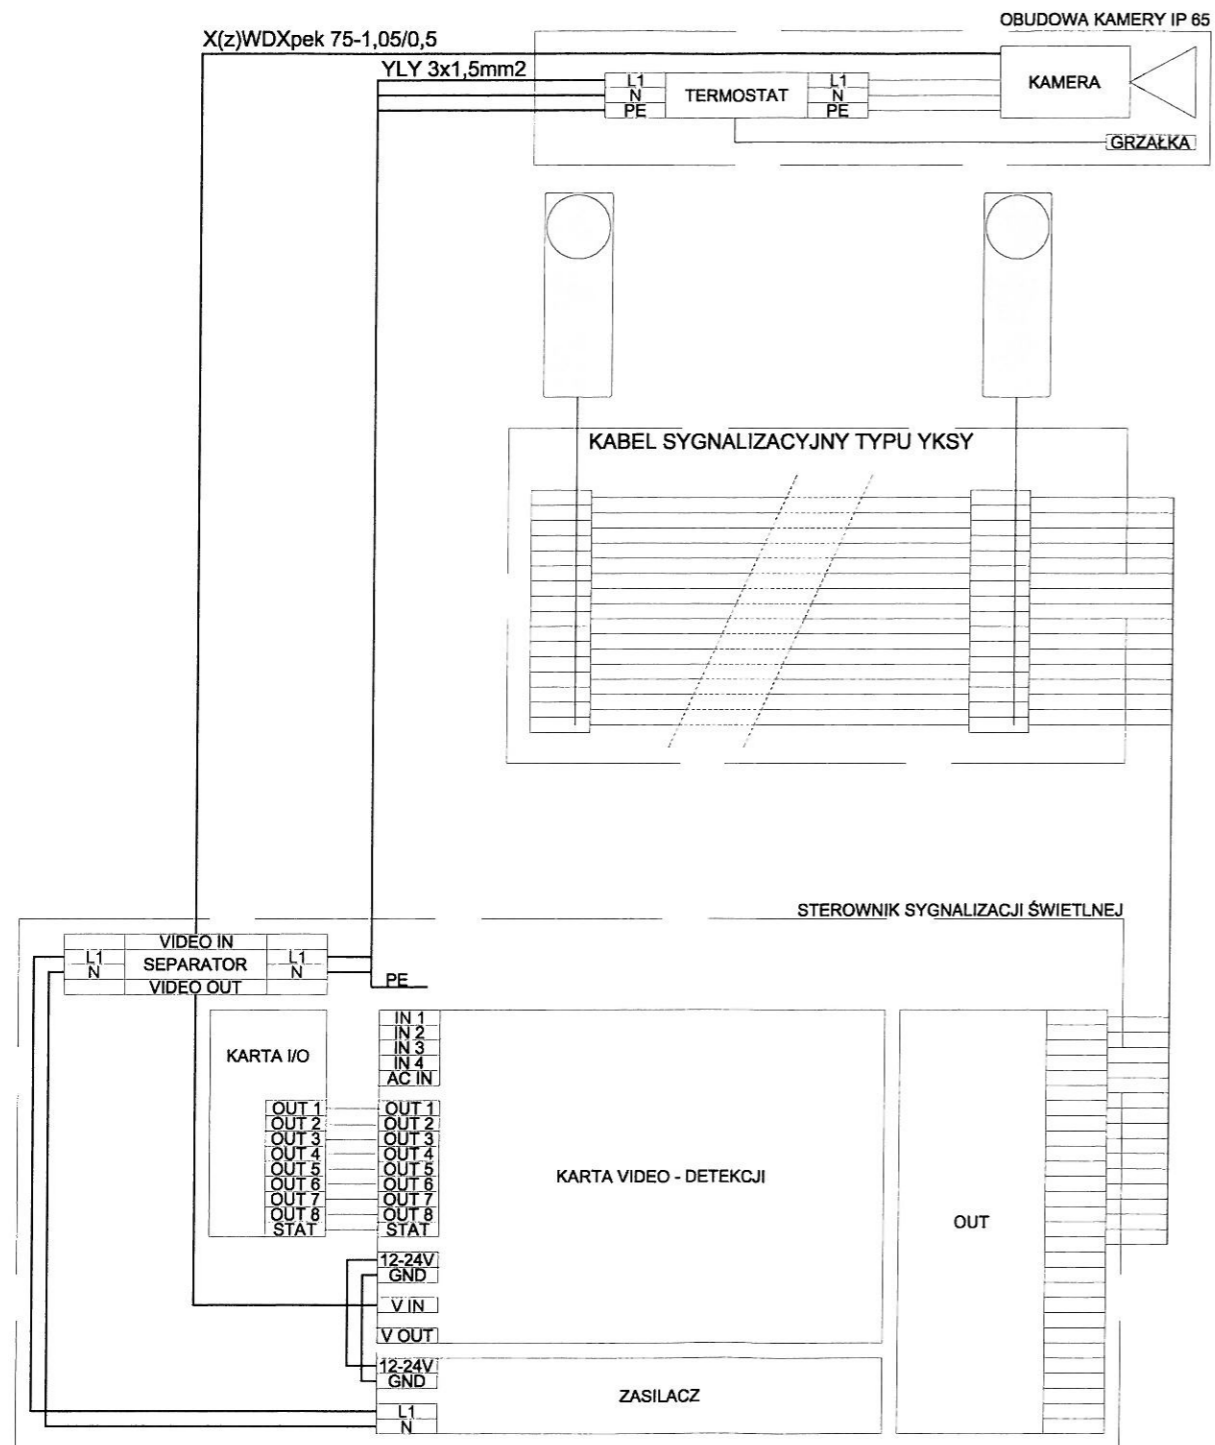 OBUDOWA KAMERY IP 65
X(z)WDXpek 75-1,05/0,5
YLY 3x1,5mm2
L1
N
PE
TERMOSTAT
L1
N
PE
KAMERA
GRZAŁKA
KABEL SYGNALIZACYJNY TYPU YKSY
STEROWNIK SYGNALIZACJI ŚWIETLNEJ
VIDEO IN
L1
N
SEPARATOR
L1
N
VIDEO OUT
PE
KARTA I/O
OUT 1
OUT 2
OUT 3
OUT 4
OUT 5
OUT 6
OUT 7
OUT 8
STAT
IN 1
IN 2
IN 3
IN 4
AC IN
OUT 1
OUT 2
OUT 3
OUT 4
OUT 5
OUT 6
OUT 7
OUT 8
STAT
12-24V
GND
V IN
V OUT
KARTA VIDEO - DETEKCJI
OUT
12-24V
GND
L1
N
ZASILACZ